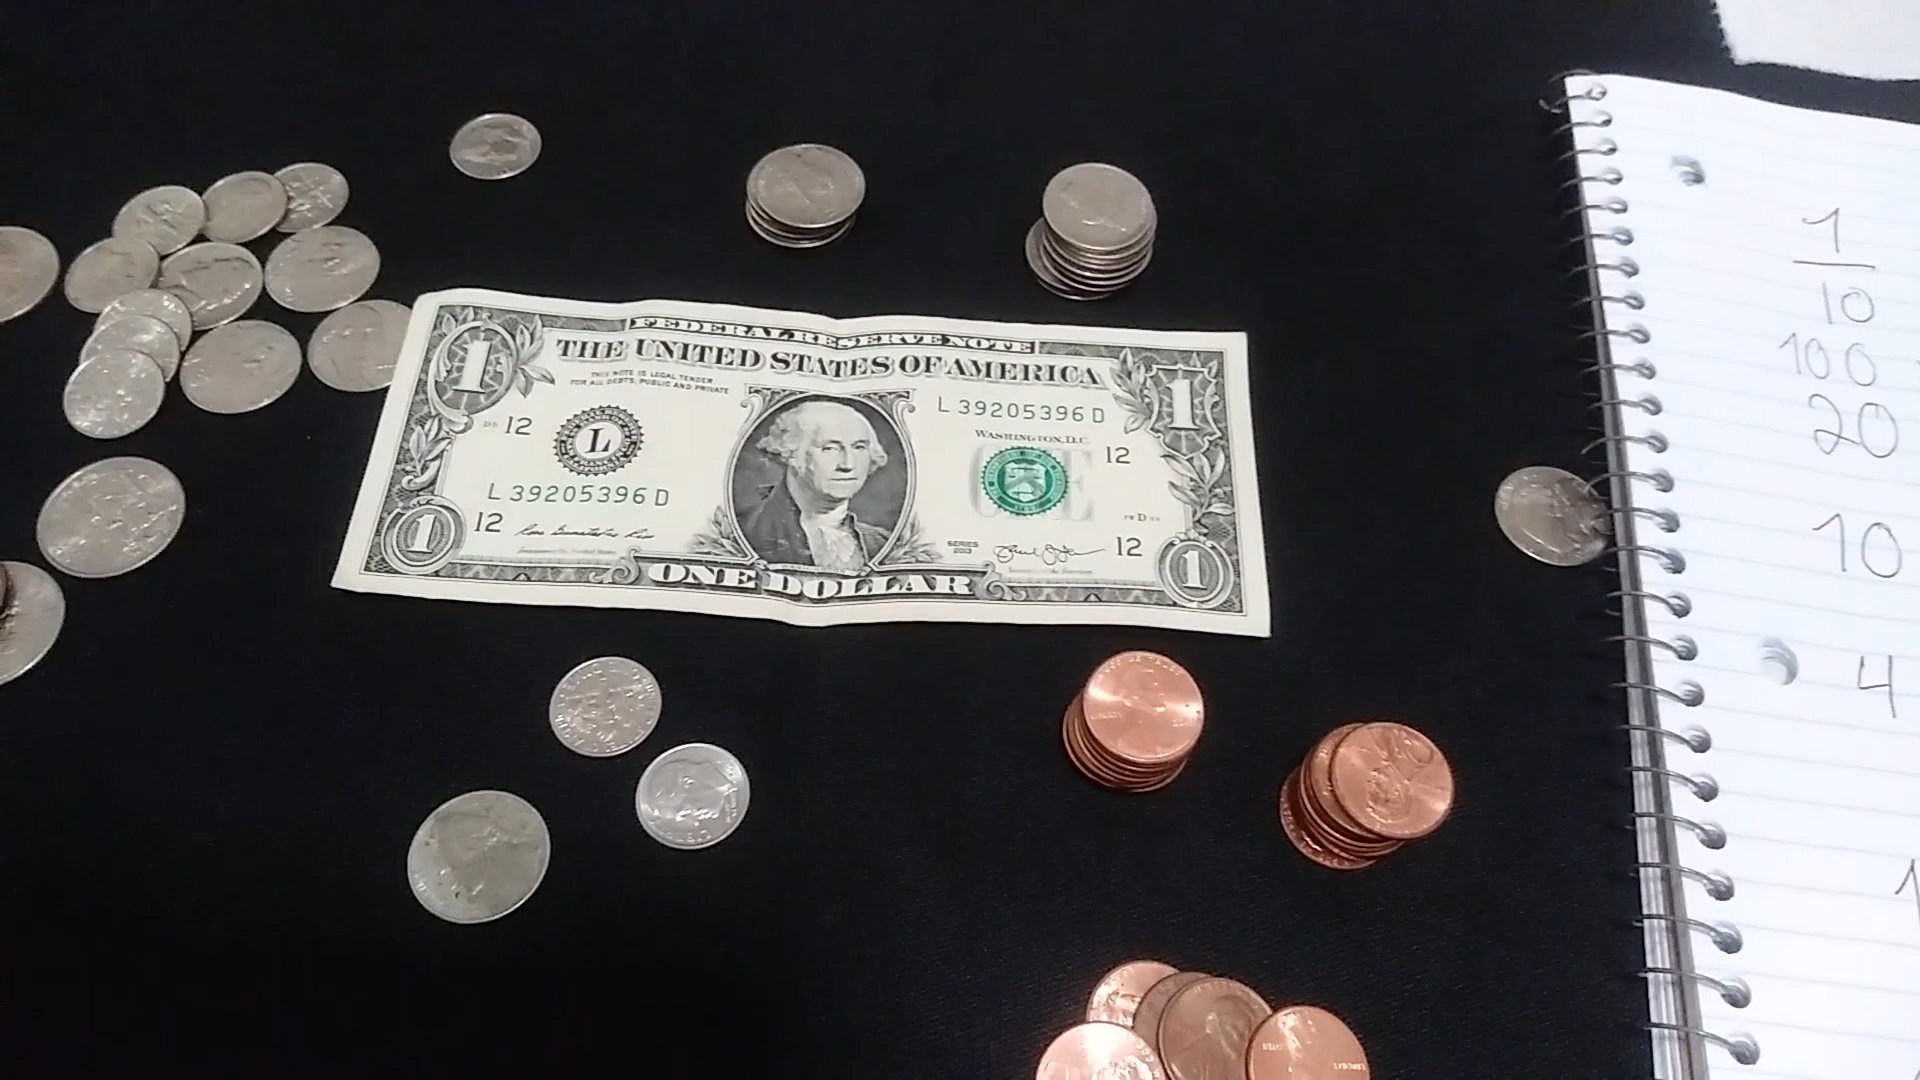 FEDERAL RESERVE NOTE
THE UNITED STATES OF AMERICA
THIS NOTE IS LEGAL TENDER
FOR ALL DEBTS, PUBLIC AND PRIVATE
L 39205396 D
WASHINGTON, D.C.
12
12
L
L 39205396 D
12
12
SERIES
2013
1
1
1
1
ONE DOLLAR
1
10
100
20
10
4
1